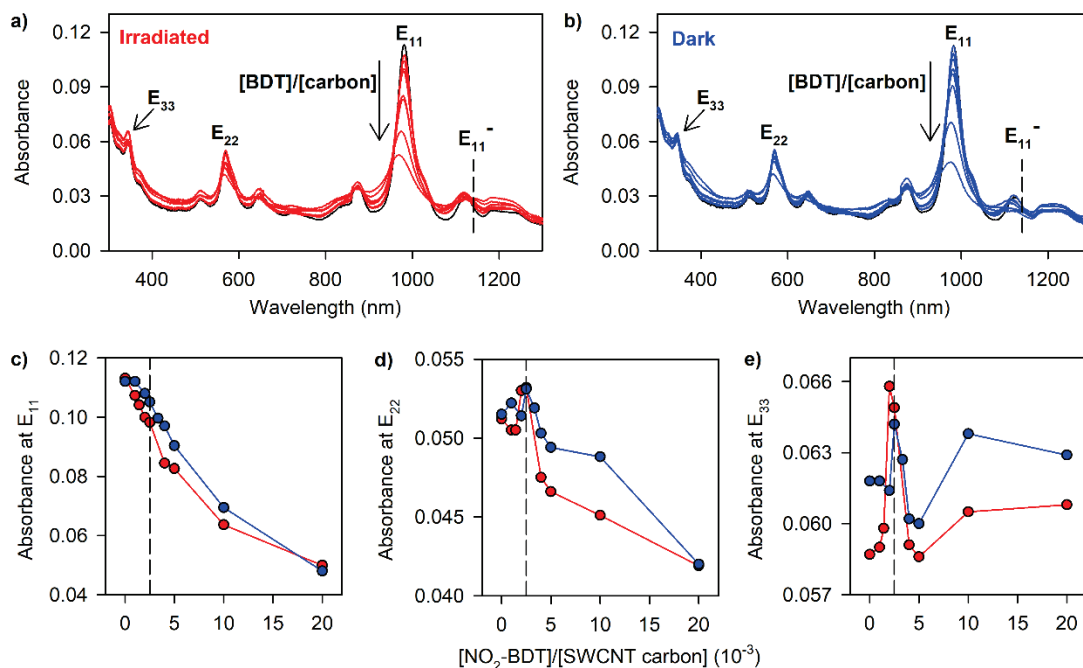 a)
Irradiated
E11
[BDT]/[carbon]
E33
E22
E11-
Absorbance
0.12
0.09
0.06
0.03
0.00
400 600 800 1000 1200
Wavelength (nm)
b)
Dark
E11
[BDT]/[carbon]
E33
E22
E11-
Absorbance
0.12
0.09
0.06
0.03
0.00
400 600 800 1000 1200
Wavelength (nm)
c)
Absorbance at E11
0.12
0.10
0.08
0.06
0.04
0 5 10 15 20
d)
Absorbance at E22
0.055
0.050
0.045
0.040
0 5 10 15 20
e)
Absorbance at E33
0.066
0.063
0.060
0.057
0 5 10 15 20
[NO2-BDT]/[SWCNT carbon] (10-3)